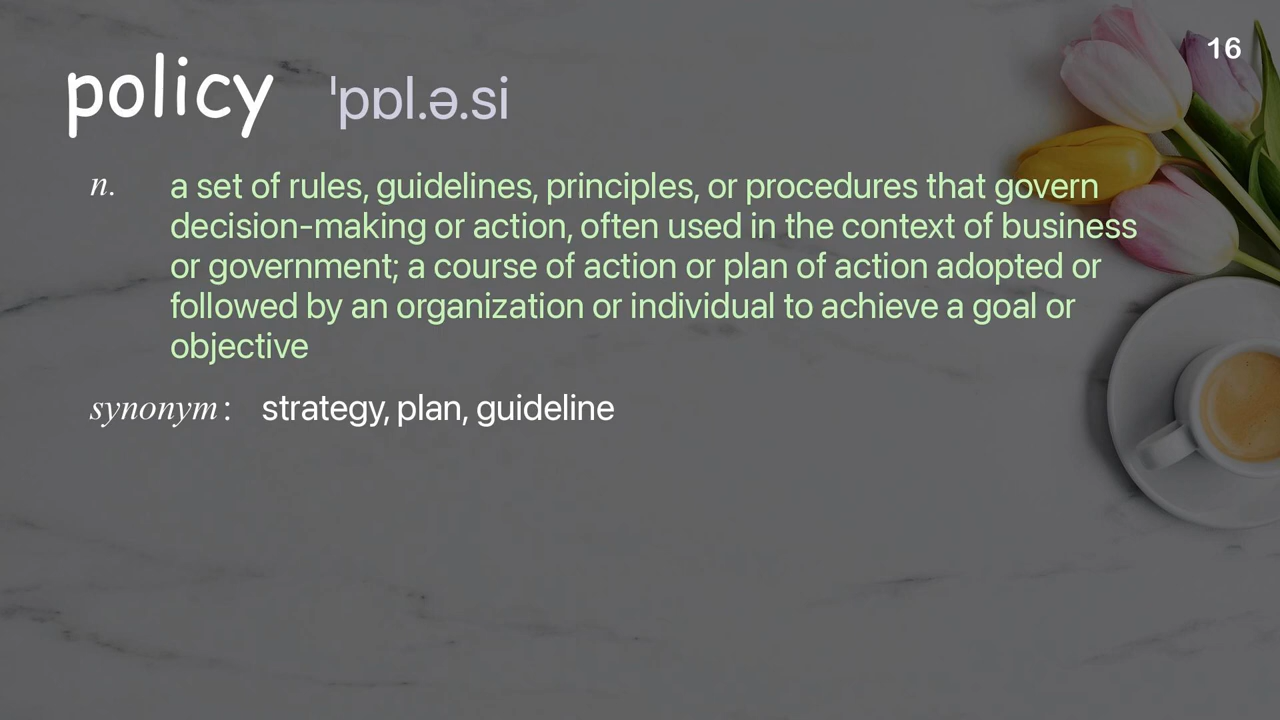 16
policy ˈpɒl.ə.si
n. a set of rules, guidelines, principles, or procedures that govern
decision-making or action, often used in the context of business
or government; a course of action or plan of action adopted or
followed by an organization or individual to achieve a goal or
objective
synonym: strategy, plan, guideline